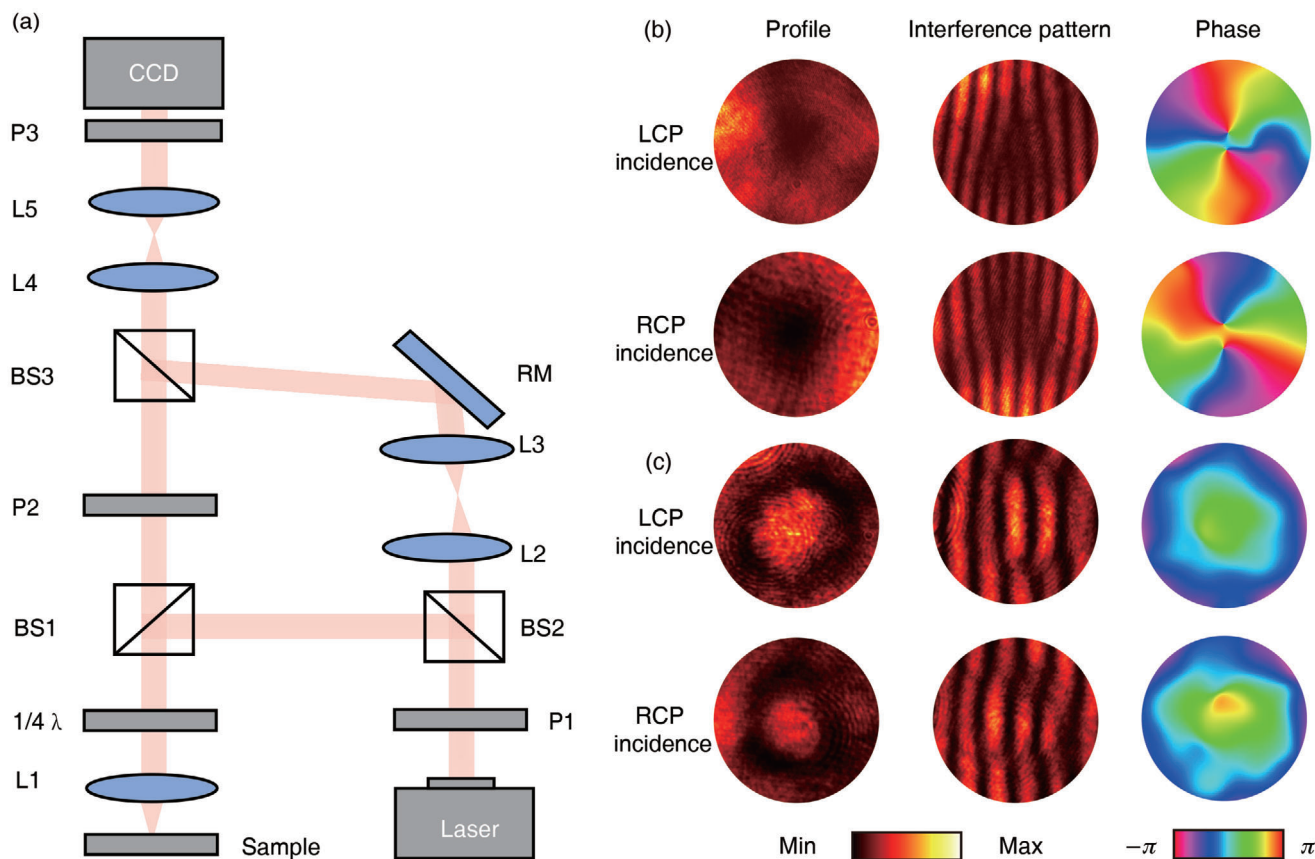 (a)
CCD
P3
L5
L4
BS3
RM
L3
P2
L2
BS1
BS2
1/4 λ
P1
L1
Laser
Sample
(b)
Profile
Interference pattern
Phase
LCP
incidence
RCP
incidence
(c)
LCP
incidence
RCP
incidence
Min
Max
−π
π